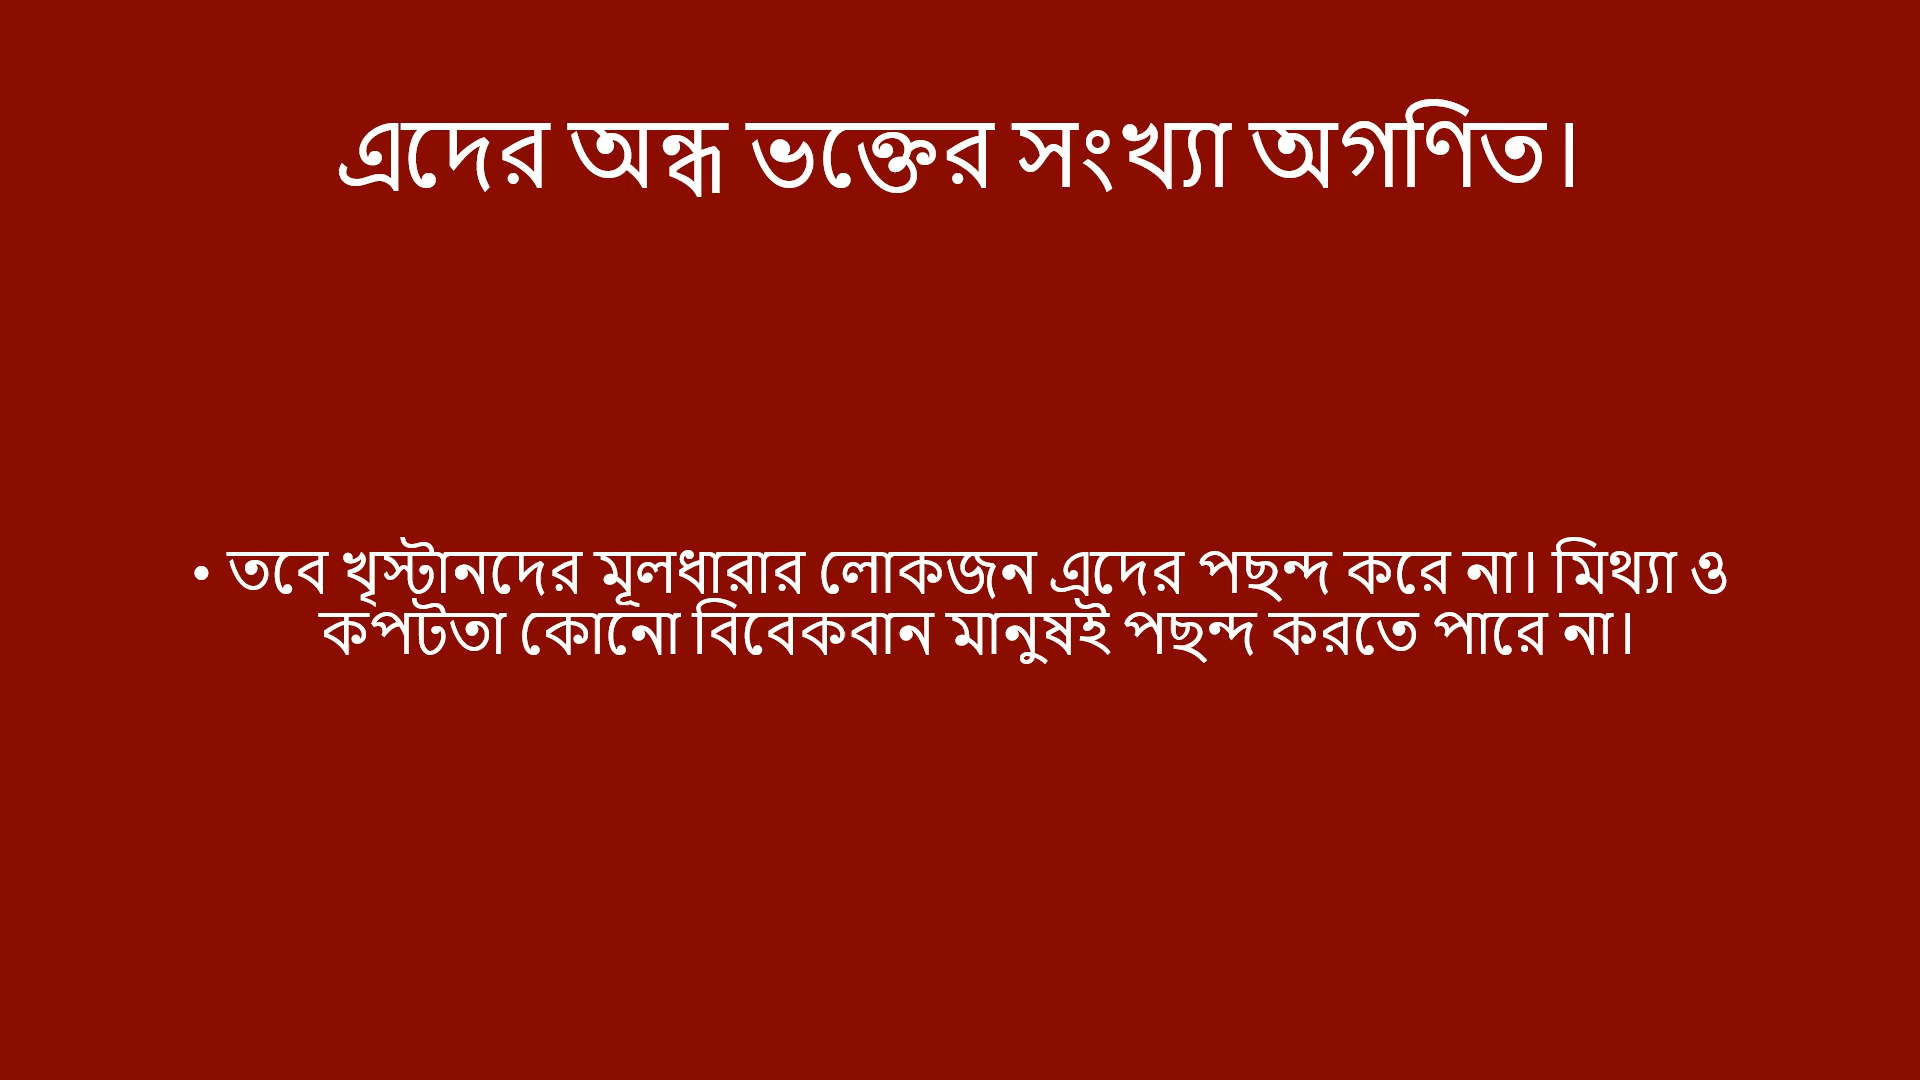 এদের অন্ধ ভক্তের সংখ্যা অগণিত।
• তবে খৃস্টানদের মূলধারার লোকজন এদের পছন্দ করে না। মিথ্যা ও
কপটতা কোনো বিবেকবান মানুষই পছন্দ করতে পারে না।